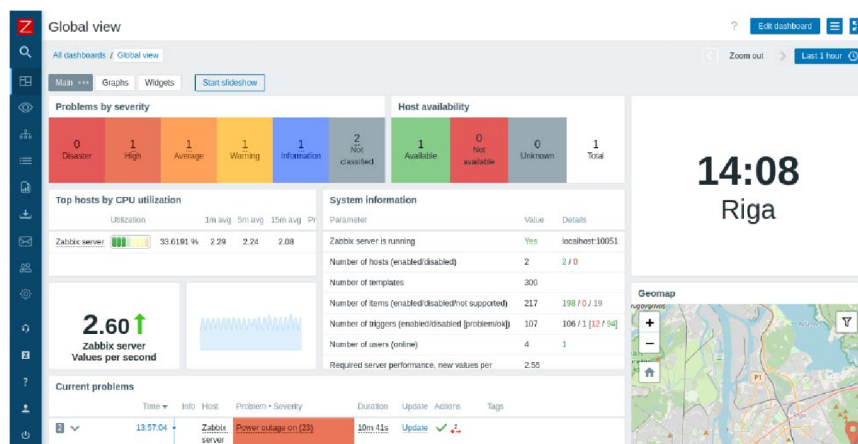 Z Global view ? Edit dashboard
All dashboards / Global view Zoom out Last 1 hour
Main Graphs Widgets Start slideshow
Problems by severity
0 Disaster
1 High
1 Average
1 Warning
1 Information
2 Not classified
Host availability
1 Available
0 Not available
0 Unknown
1 Total
14:08
Riga
Top hosts by CPU utilization
Utilization 1m avg 5m avg 15m avg
Zabbix server 33.6191 % 2.29 2.24 2.08
System information
Parameter Value Details
Zabbix server is running Yes localhost:10051
Number of hosts (enabled/disabled) 2 2 / 0
Number of templates 300
Number of items (enabled/disabled/not supported) 217 198 / 0 / 19
Number of triggers (enabled/disabled [problem/ok]) 107 106 / 1 [12 / 94]
Number of users (online) 4 1
Required server performance, new values per 2.55
2.60
Zabbix server
Values per second
Geomap
+
−
P1
Current problems
Time Info Host Problem • Severity Duration Update Actions Tags
2 13:57:04 Zabbix server Power outage on (23) 10m 41s Update